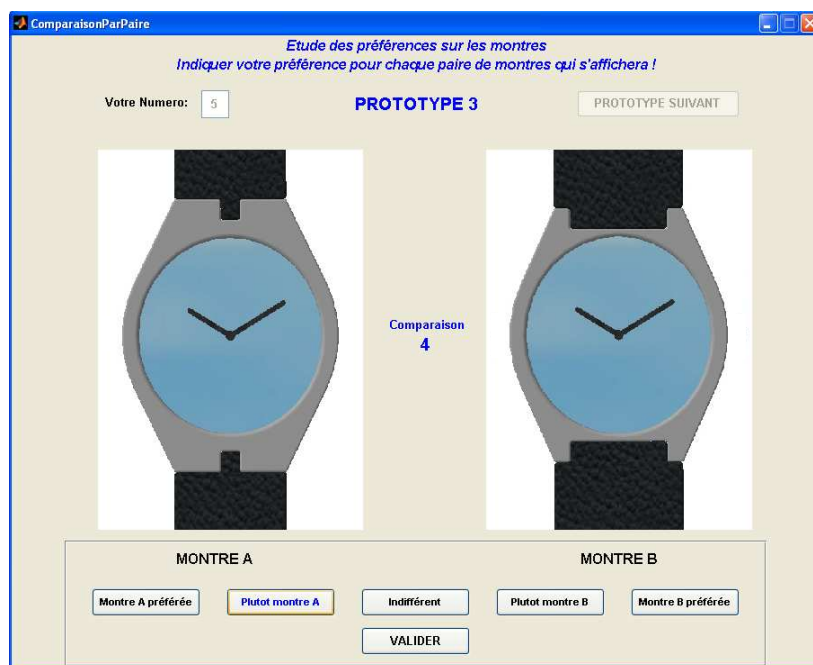 ComparaisonParPaire
Etude des préférences sur les montres
Indiquer votre préférence pour chaque paire de montres qui s'affichera !
Votre Numero: 5 PROTOTYPE 3 PROTOTYPE SUIVANT
Comparaison
4
MONTRE A MONTRE B
Montre A préférée Plutot montre A Indifférent Plutot montre B Montre B préférée
VALIDER